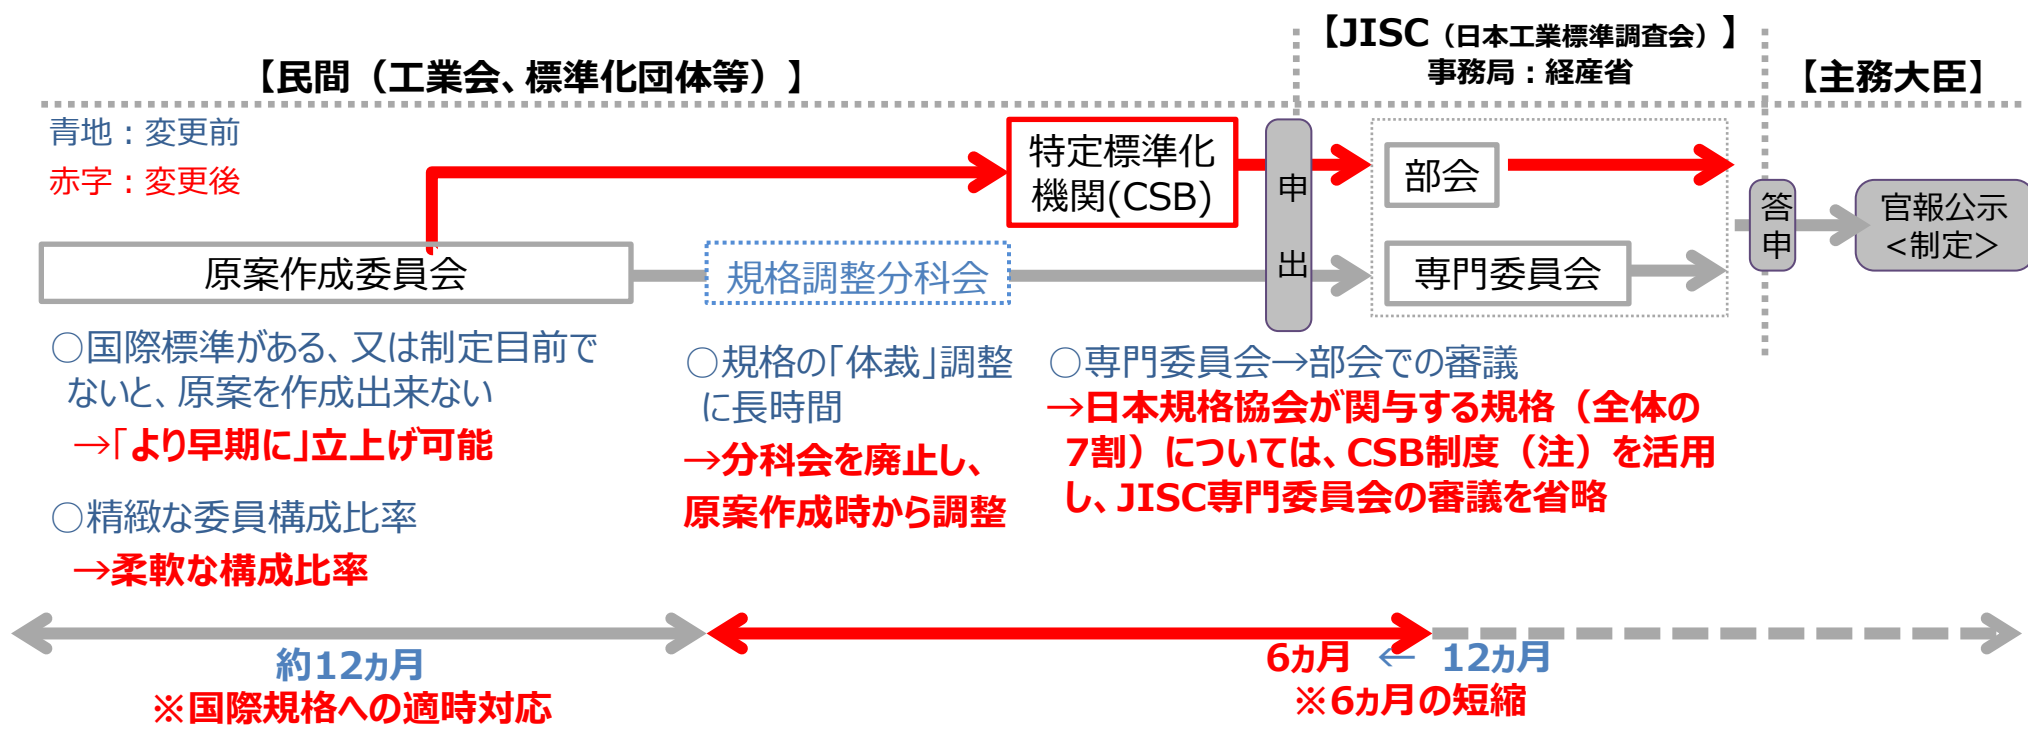 【民間（工業会、標準化団体等）】
【JISC（日本工業標準調査会）】
事務局：経産省
【主務大臣】
青地：変更前
赤字：変更後
特定標準化
機関(CSB)
申
出
部会
答
申
官報公示
<制定>
原案作成委員会
規格調整分科会
専門委員会
○国際標準がある、又は制定目前で
ないと、原案を作成出来ない
→「より早期に」立上げ可能
○精緻な委員構成比率
→柔軟な構成比率
○規格の「体裁」調整
に長時間
→分科会を廃止し、
原案作成時から調整
○専門委員会→部会での審議
→日本規格協会が関与する規格（全体の
7割）については、CSB制度（注）を活用
し、JISC専門委員会の審議を省略
約12ヵ月
※国際規格への適時対応
6ヵ月 ← 12ヵ月
※6ヵ月の短縮